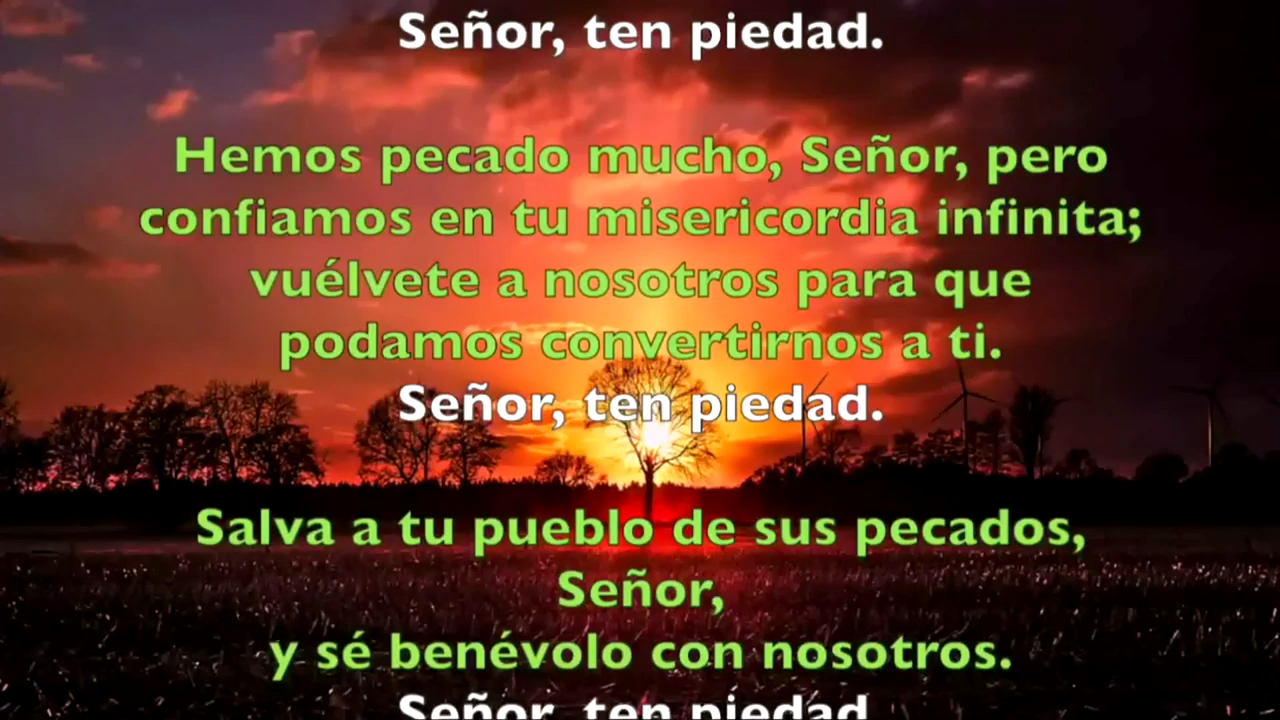 Señor, ten piedad.
Hemos pecado mucho, Señor, pero
confiamos en tu misericordia infinita;
vuélvete a nosotros para que
podamos convertirnos a ti.
Señor, ten piedad.
Salva a tu pueblo de sus pecados,
Señor,
y sé benévolo con nosotros.
Señor, ten piedad.